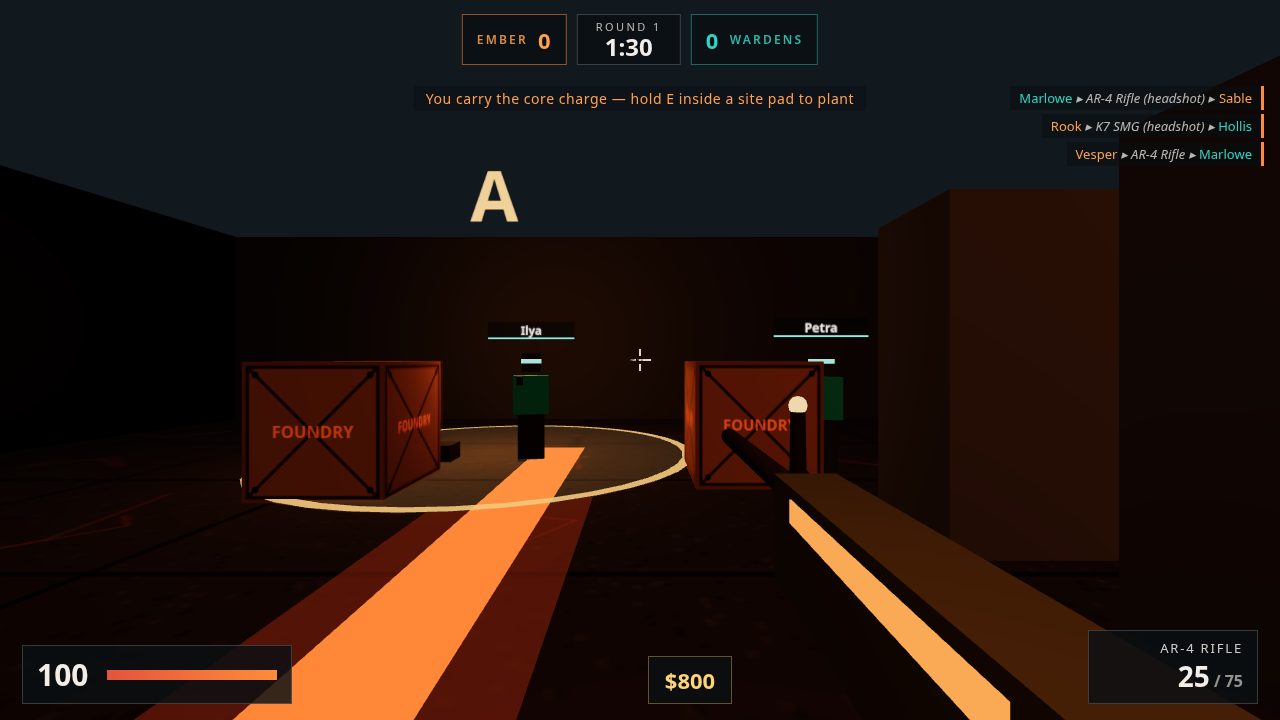 EMBER 0
ROUND 1
1:30
0 WARDENS
You carry the core charge — hold E inside a site pad to plant
Marlowe ▸ AR-4 Rifle (headshot) ▸ Sable
Rook ▸ K7 SMG (headshot) ▸ Hollis
Vesper ▸ AR-4 Rifle ▸ Marlowe
A
Ilya
Petra
FOUNDRY
FOUNDRY
FOUNDRY
100
$800
AR-4 RIFLE
25 / 75